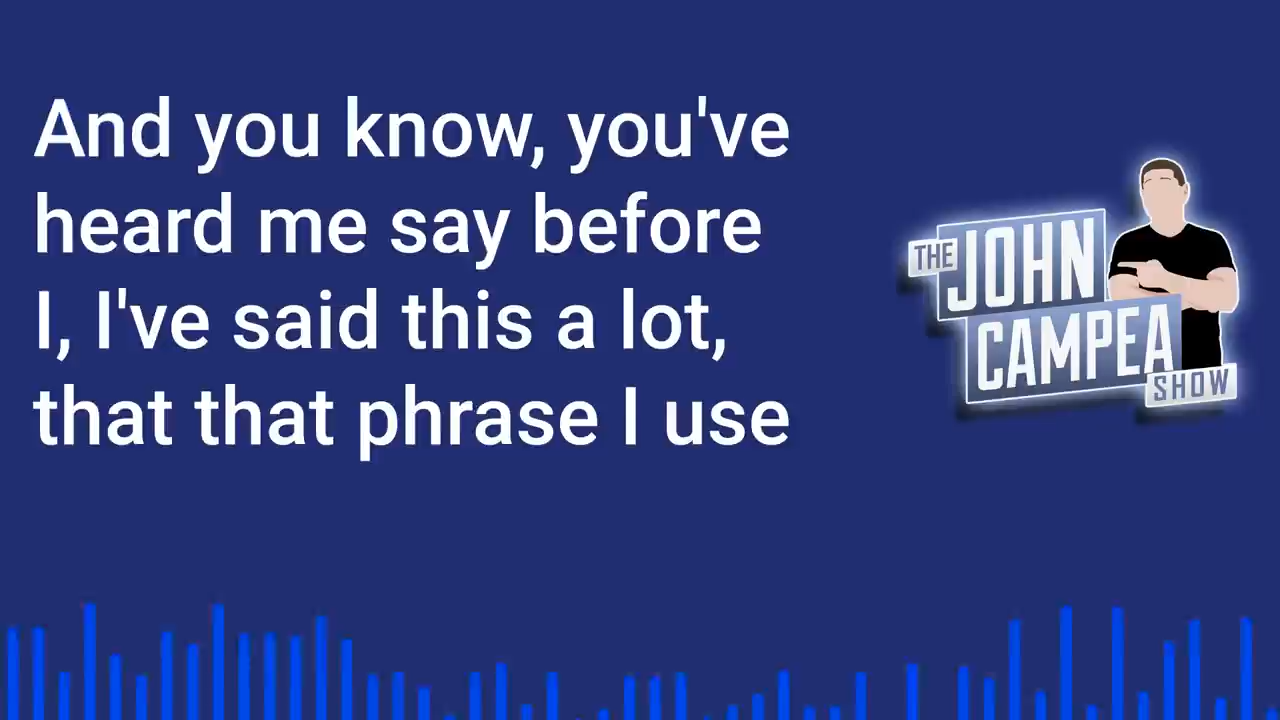 And you know, you've
heard me say before
I, I've said this a lot,
that that phrase I use
THE
JOHN
CAMPEA
SHOW